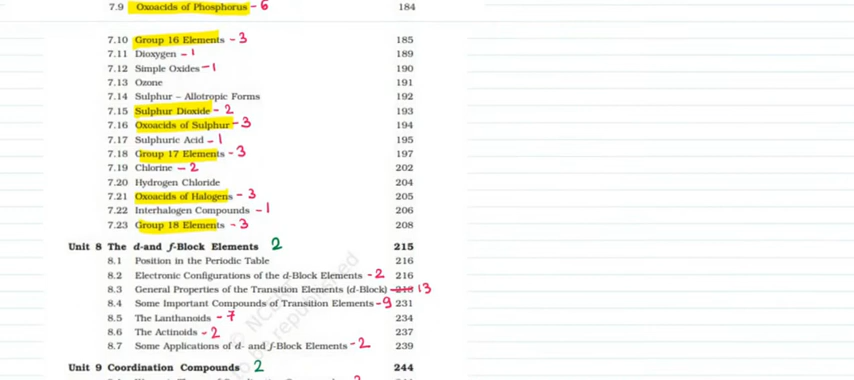 7.9 Oxoacids of Phosphorus - 6 184
7.10 Group 16 Elements - 3 185
7.11 Dioxygen - 1 189
7.12 Simple Oxides - 1 190
7.13 Ozone 191
7.14 Sulphur – Allotropic Forms 192
7.15 Sulphur Dioxide - 2 193
7.16 Oxoacids of Sulphur - 3 194
7.17 Sulphuric Acid - 1 195
7.18 Group 17 Elements - 3 197
7.19 Chlorine - 2 202
7.20 Hydrogen Chloride 204
7.21 Oxoacids of Halogens - 3 205
7.22 Interhalogen Compounds - 1 206
7.23 Group 18 Elements - 3 208
Unit 8 The d-and f-Block Elements 2 215
8.1 Position in the Periodic Table 216
8.2 Electronic Configurations of the d-Block Elements - 2 216
8.3 General Properties of the Transition Elements (d-Block) 218 13
8.4 Some Important Compounds of Transition Elements - 9 231
8.5 The Lanthanoids - 7 234
8.6 The Actinoids - 2 237
8.7 Some Applications of d- and f-Block Elements - 2 239
Unit 9 Coordination Compounds 2 244